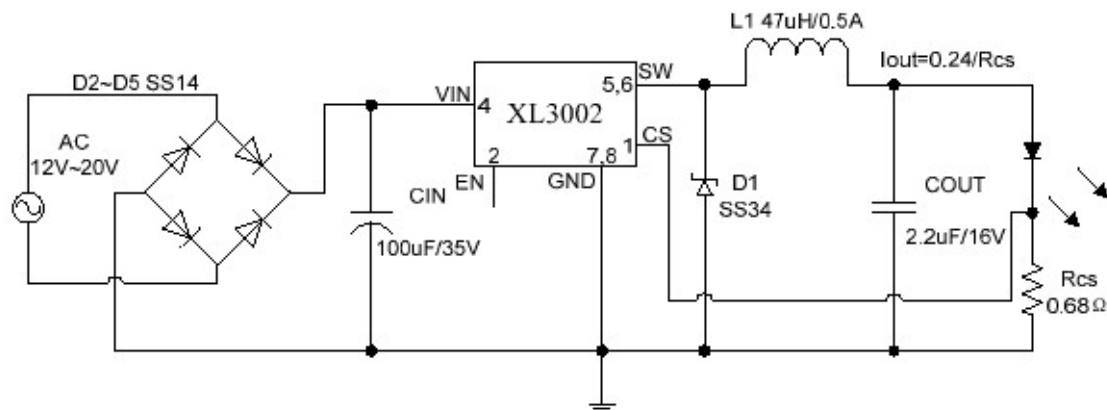 L1 47uH/0.5A
D2~D5 SS14
AC
12V~20V
VIN
4
XL3002
5,6
SW
1
CS
2
EN
7,8
GND
CIN
100uF/35V
D1
SS34
Iout=0.24/Rcs
COUT
2.2uF/16V
Rcs
0.68Ω